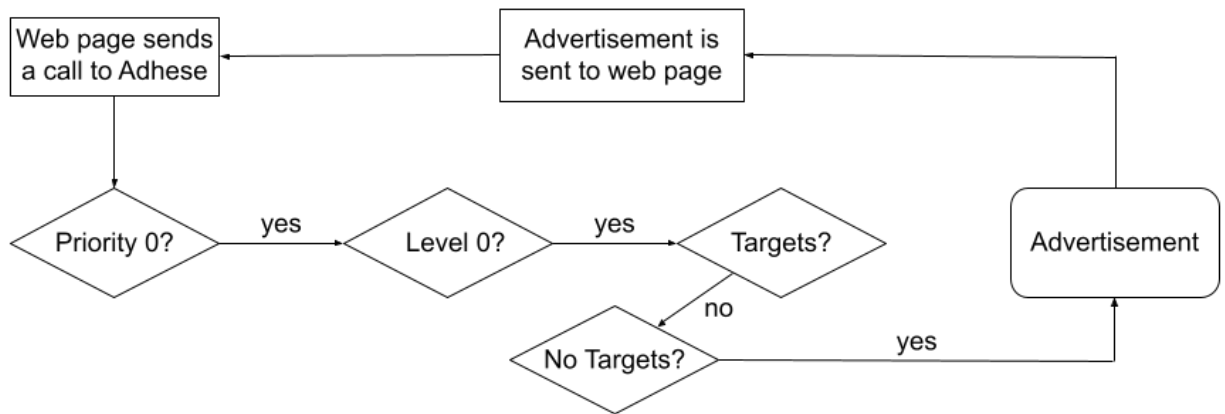 Web page sends
a call to Adhese
Advertisement is
sent to web page
Priority 0?
yes
Level 0?
yes
Targets?
Advertisement
no
No Targets?
yes